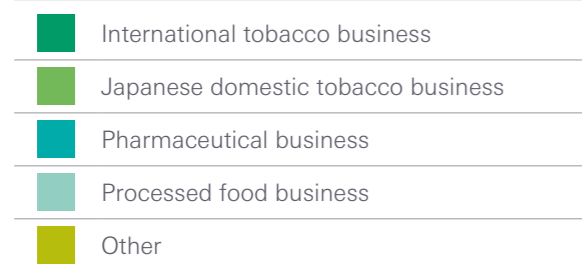 International tobacco business
Japanese domestic tobacco business
Pharmaceutical business
Processed food business
Other